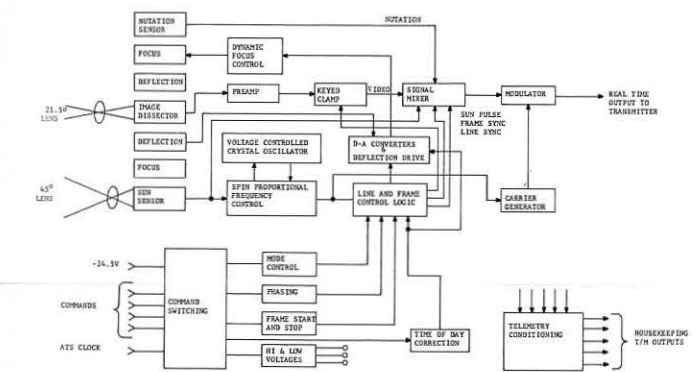 NUTATION
SENSOR
NUTATION
FOCUS
DYNAMIC
FOCUS
CONTROL
DEFLECTION
PREAMP
KEYED
CLAMP
VIDEO
SIGNAL
MIXER
MODULATOR
REAL TIME
OUTPUT TO
TRANSMITTER
LENS
IMAGE
DISSECTOR
SUN PULSE
FRAME SYNC
LINE SYNC
DEFLECTION
VOLTAGE CONTROLLED
CRYSTAL OSCILLATOR
D-A CONVERTERS
&
DEFLECTION DRIVE
FOCUS
LENS
SUN
SENSOR
SPIN PROPORTIONAL
FREQUENCY
CONTROL
LINE AND FRAME
CONTROL LOGIC
CARRIER
GENERATOR
-24.5V
MODE
CONTROL
COMMANDS
COMMAND
SWITCHING
PHASING
FRAME START
AND STOP
TIME OF DAY
CORRECTION
TELEMETRY
CONDITIONING
HOUSEKEEPING
T/M OUTPUTS
ATS CLOCK
HI & LOW
VOLTAGES